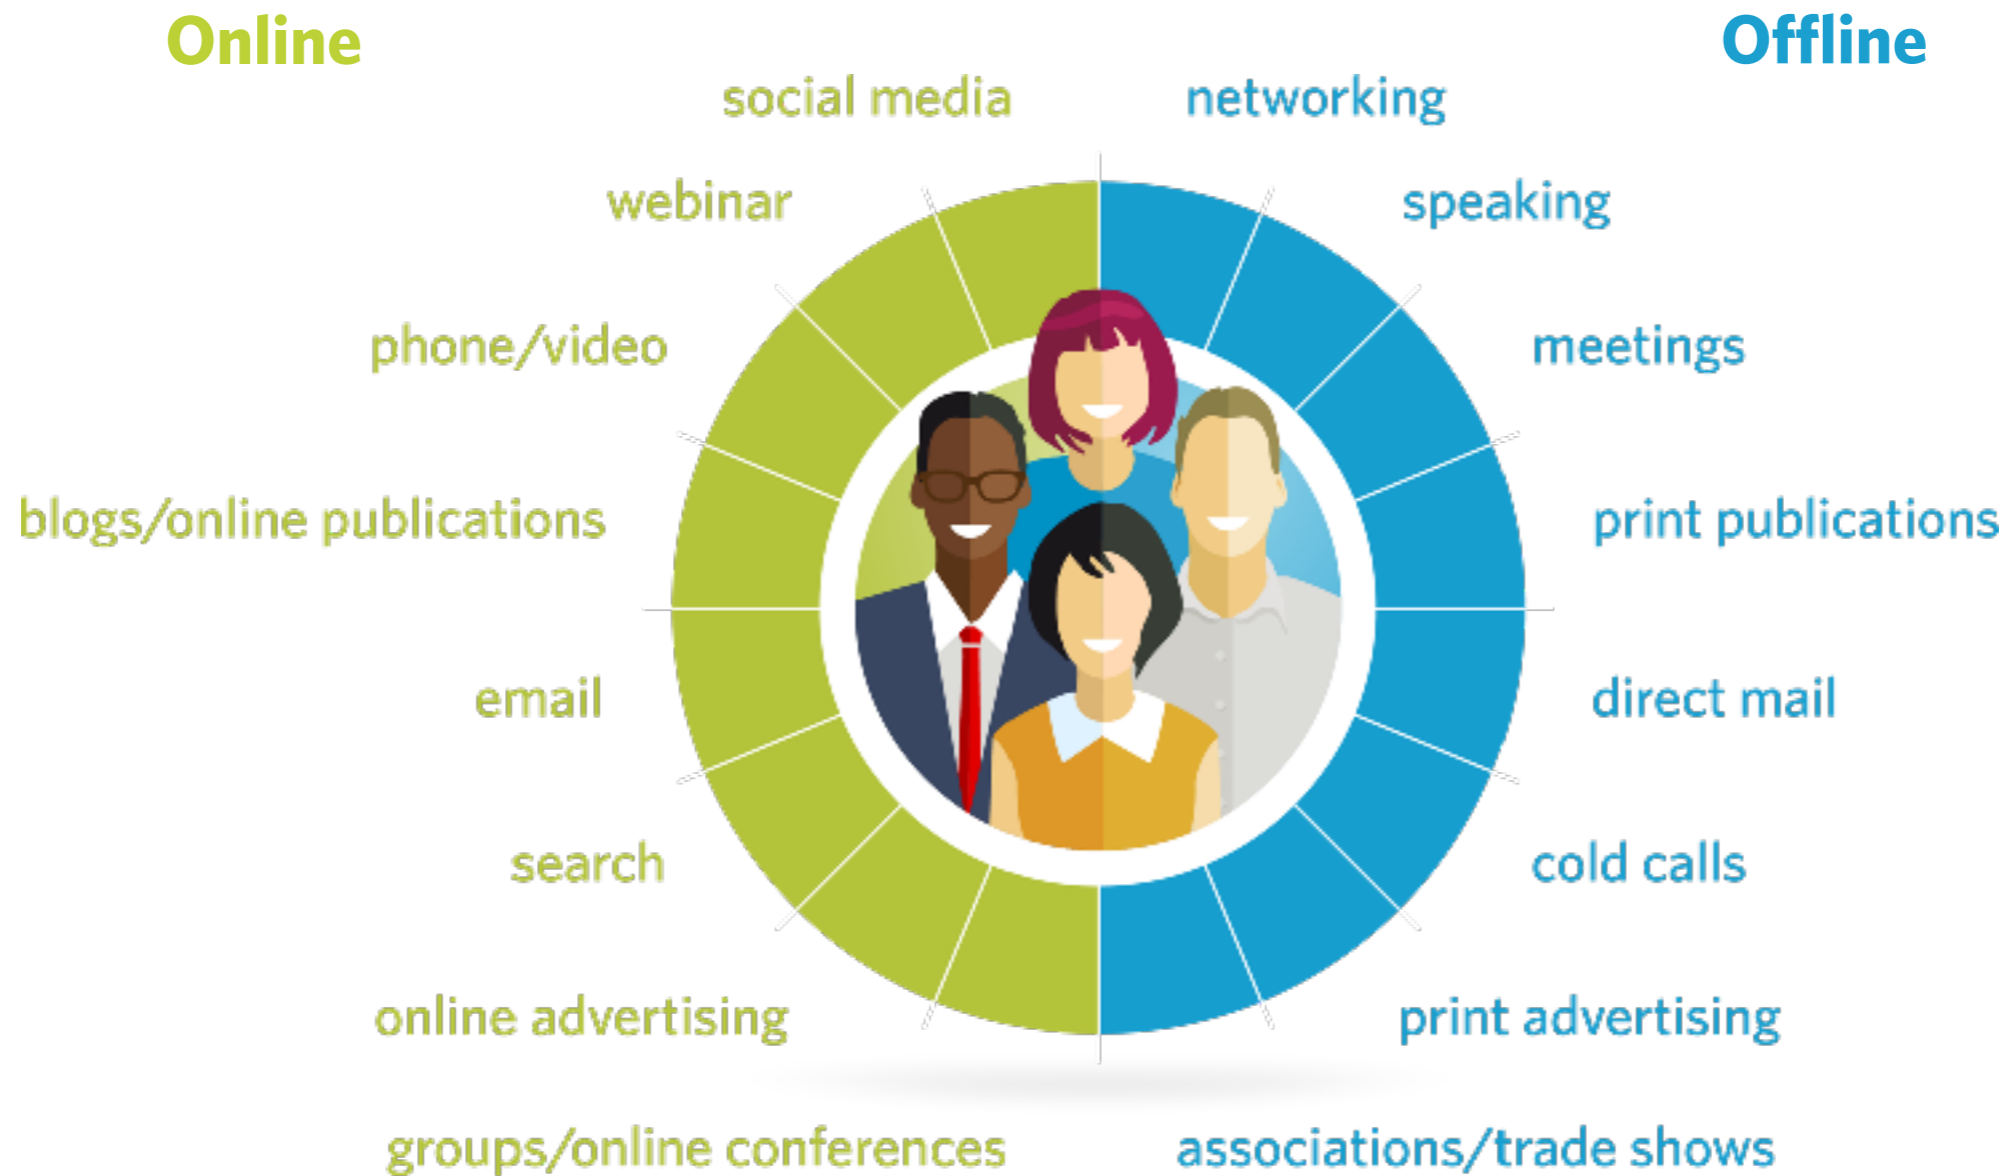 Online
Offline
social media
networking
webinar
speaking
phone/video
meetings
blogs/online publications
print publications
email
direct mail
search
cold calls
online advertising
print advertising
groups/online conferences
associations/trade shows